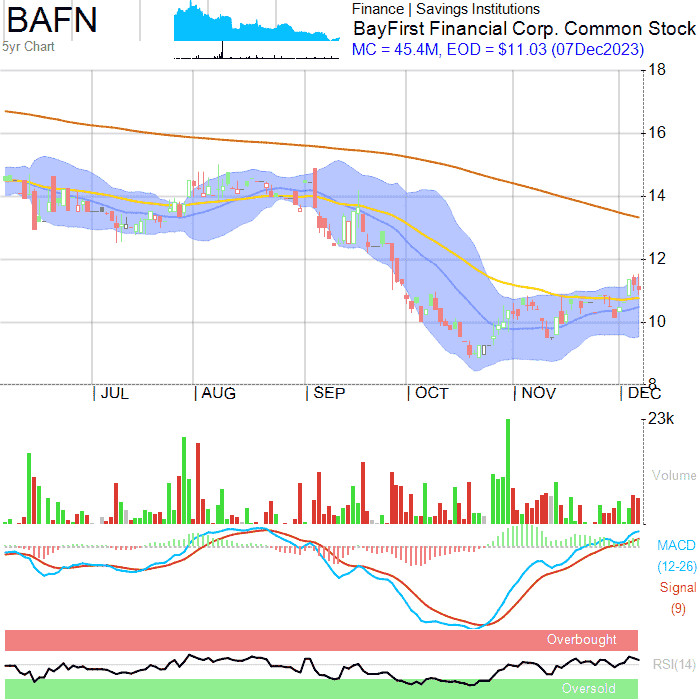 BAFN
5yr Chart
Finance | Savings Institutions
BayFirst Financial Corp. Common Stock
MC = 45.4M, EOD = $11.03 (07Dec2023)
18
16
14
12
10
8
JUL AUG SEP OCT NOV DEC
23k
Volume
MACD
(12-26)
Signal
(9)
Overbought
RSI(14)
Oversold